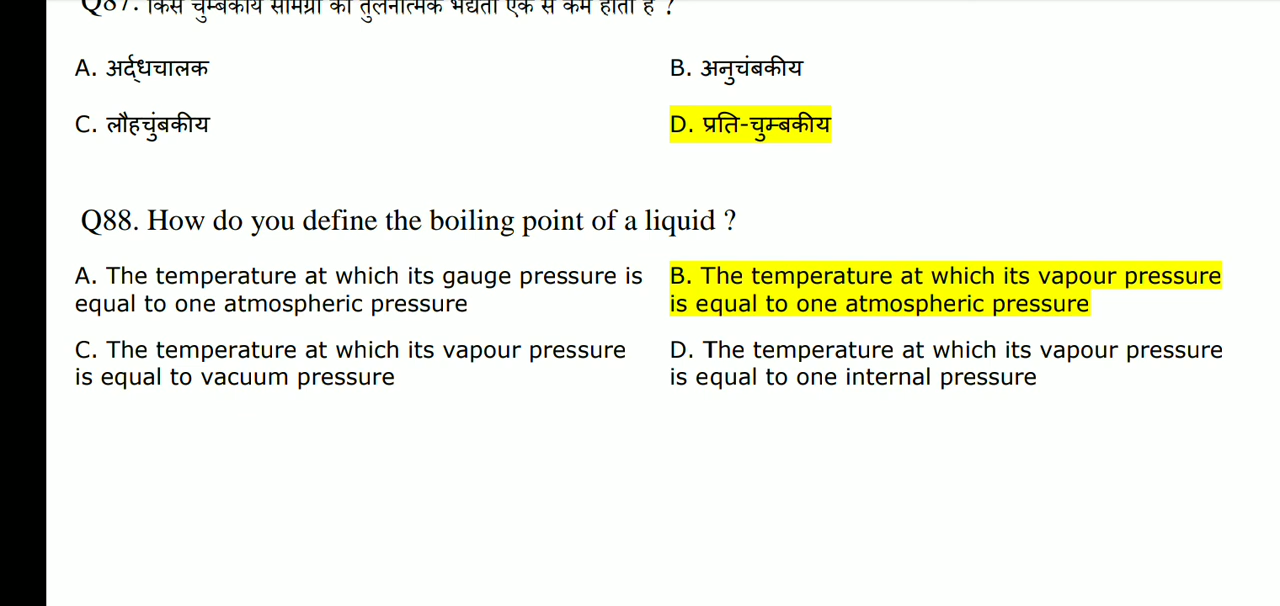 Q87. किस चुम्बकीय सामग्री की तुलनात्मक भेद्यता एक से कम होती है ?
A. अर्द्धचालक
B. अनुचंबकीय
C. लौहचुंबकीय
D. प्रति-चुम्बकीय
Q88. How do you define the boiling point of a liquid ?
A. The temperature at which its gauge pressure is
equal to one atmospheric pressure
B. The temperature at which its vapour pressure
is equal to one atmospheric pressure
C. The temperature at which its vapour pressure
is equal to vacuum pressure
D. The temperature at which its vapour pressure
is equal to one internal pressure